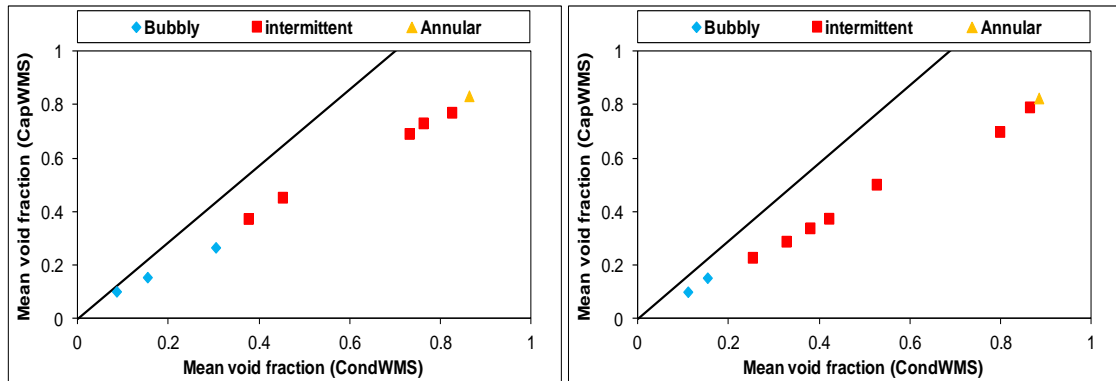 Bubbly intermittent Annular
1
0.8
0.6
0.4
0.2
0
0 0.2 0.4 0.6 0.8 1
Mean void fraction (CapWMS)
Mean void fraction (CondWMS)
Bubbly intermittent Annular
1
0.8
0.6
0.4
0.2
0
0 0.2 0.4 0.6 0.8 1
Mean void fraction (CapWMS)
Mean void fraction (CondWMS)